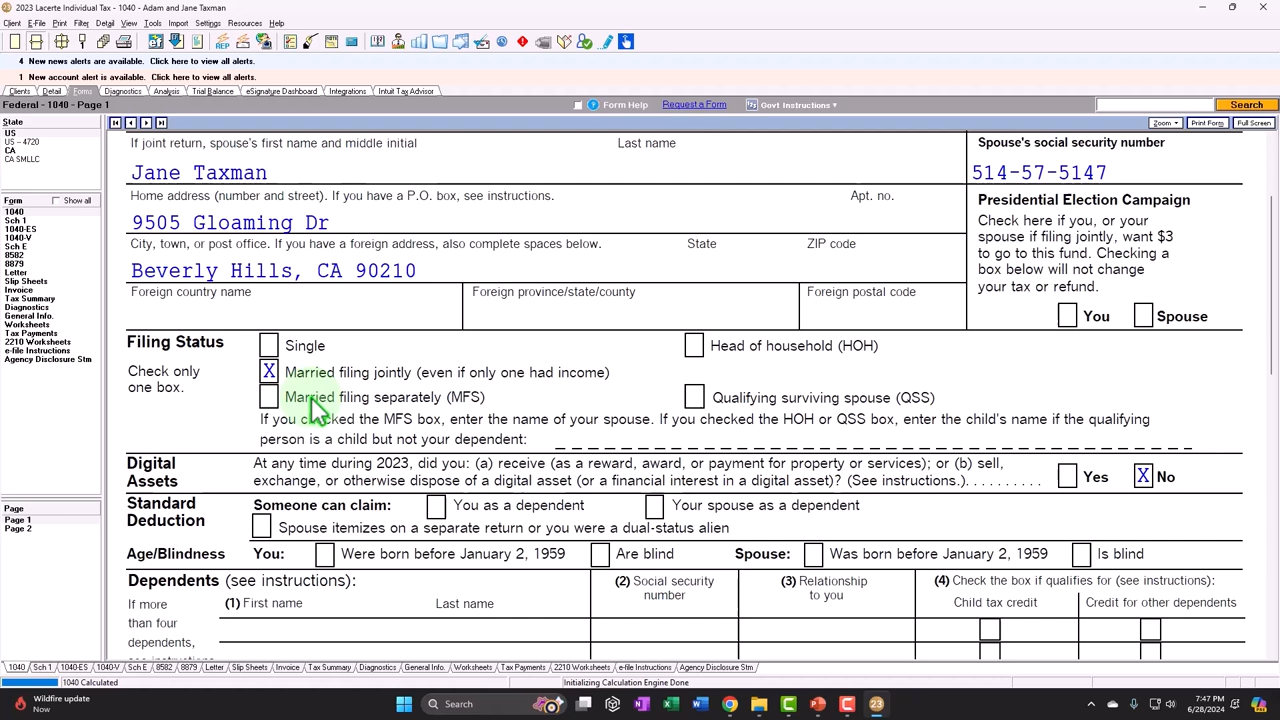 2023 Lacerte Individual Tax - 1040 - Adam and Jane Taxman
Client E-File Print Filter Detail View Tools Import Settings Resources Help
4 New news alerts are available. Click here to view all alerts.
1 New account alert is available. Click here to view all alerts.
Clients Detail Forms Diagnostics Analysis Trial Balance eSignature Dashboard Integrations Intuit Tax Advisor
Federal - 1040 - Page 1
Form Help Request a Form Govt Instructions Search
Zoom Print Form Full Screen
State
US
US - 4720
CA
CA SMLLC
Form Show all
1040
Sch 1
1040-ES
1040-V
Sch E
8582
8879
Letter
Slip Sheets
Invoice
Tax Summary
Diagnostics
General Info.
Worksheets
Tax Payments
2210 Worksheets
e-file Instructions
Agency Disclosure Stm
Page
Page 1
Page 2
If joint return, spouse's first name and middle initial Last name Spouse's social security number
Jane Taxman 514-57-5147
Home address (number and street). If you have a P.O. box, see instructions. Apt. no.
9505 Gloaming Dr
City, town, or post office. If you have a foreign address, also complete spaces below. State ZIP code
Beverly Hills, CA 90210
Foreign country name Foreign province/state/county Foreign postal code
Presidential Election Campaign
Check here if you, or your
spouse if filing jointly, want $3
to go to this fund. Checking a
box below will not change
your tax or refund.
You Spouse
Filing Status Single Head of household (HOH)
Check only X Married filing jointly (even if only one had income)
one box. Married filing separately (MFS) Qualifying surviving spouse (QSS)
If you checked the MFS box, enter the name of your spouse. If you checked the HOH or QSS box, enter the child's name if the qualifying
person is a child but not your dependent:
Digital At any time during 2023, did you: (a) receive (as a reward, award, or payment for property or services); or (b) sell,
Assets exchange, or otherwise dispose of a digital asset (or a financial interest in a digital asset)? (See instructions.) . . . . . . . . . . Yes X No
Standard Someone can claim: You as a dependent Your spouse as a dependent
Deduction Spouse itemizes on a separate return or you were a dual-status alien
Age/Blindness You: Were born before January 2, 1959 Are blind Spouse: Was born before January 2, 1959 Is blind
Dependents (see instructions): (2) Social security (3) Relationship (4) Check the box if qualifies for (see instructions):
number to you
If more (1) First name Last name Child tax credit Credit for other dependents
than four
dependents,
1040 Sch 1 1040-ES 1040-V Sch E 8582 8879 Letter Slip Sheets Invoice Tax Summary Diagnostics General Info. Worksheets Tax Payments 2210 Worksheets e-file Instructions Agency Disclosure Stm
1040 Calculated Initializing Calculation Engine Done
Wildfire update
Now
Search
7:47 PM
6/28/2024